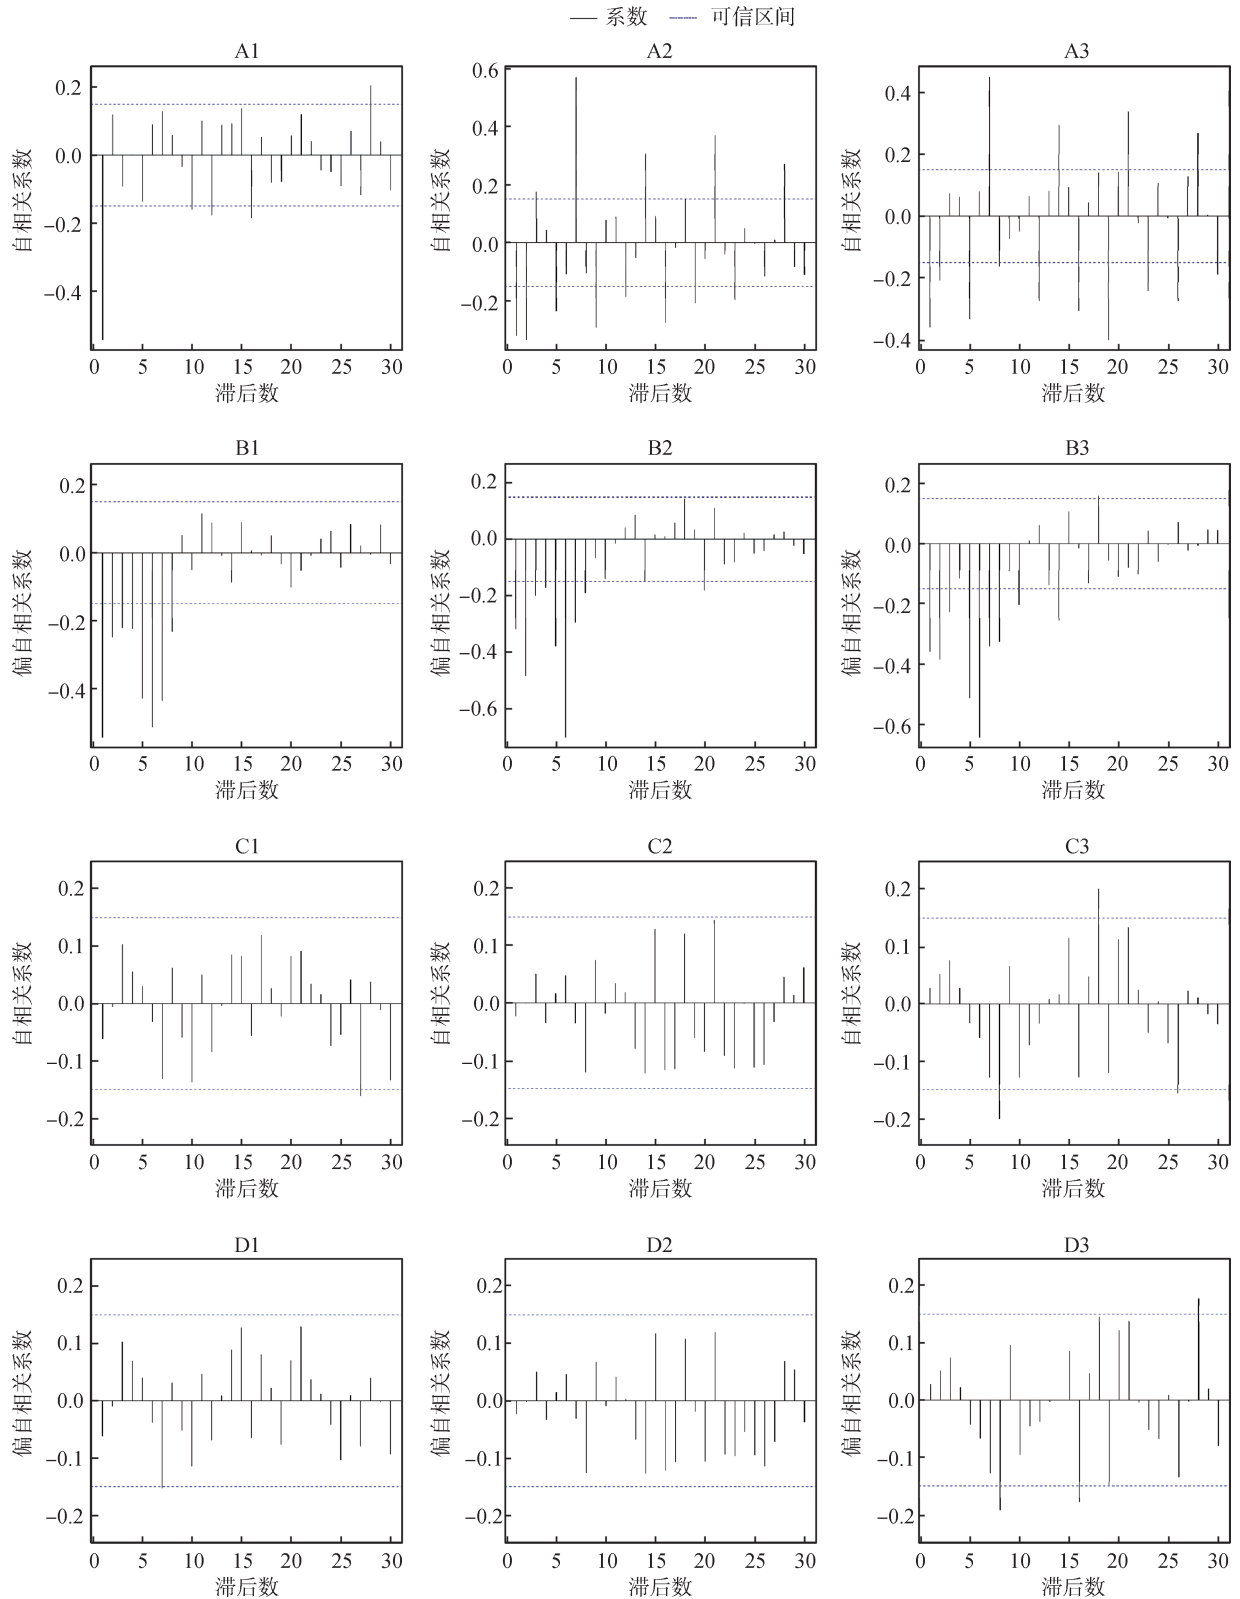 系数 可信区间
A1 A2 A3
自相关系数 0.2 0.0 −0.2 −0.4
自相关系数 0.6 0.4 0.2 0.0 −0.2
自相关系数 0.4 0.2 0.0 −0.2 −0.4
0 5 10 15 20 25 30 0 5 10 15 20 25 30 0 5 10 15 20 25 30
滞后数 滞后数 滞后数
B1 B2 B3
偏自相关系数 0.2 0.0 −0.2 −0.4
偏自相关系数 0.2 0.0 −0.2 −0.4 −0.6
偏自相关系数 0.2 0.0 −0.2 −0.4 −0.6
0 5 10 15 20 25 30 0 5 10 15 20 25 30 0 5 10 15 20 25 30
滞后数 滞后数 滞后数
C1 C2 C3
自相关系数 0.2 0.1 0.0 −0.1 −0.2
自相关系数 0.2 0.1 0.0 −0.1 −0.2
自相关系数 0.2 0.1 0.0 −0.1 −0.2
0 5 10 15 20 25 30 0 5 10 15 20 25 30 0 5 10 15 20 25 30
滞后数 滞后数 滞后数
D1 D2 D3
偏自相关系数 0.2 0.1 0.0 −0.1 −0.2
偏自相关系数 0.2 0.1 0.0 −0.1 −0.2
偏自相关系数 0.2 0.1 0.0 −0.1 −0.2
0 5 10 15 20 25 30 0 5 10 15 20 25 30 0 5 10 15 20 25 30
滞后数 滞后数 滞后数